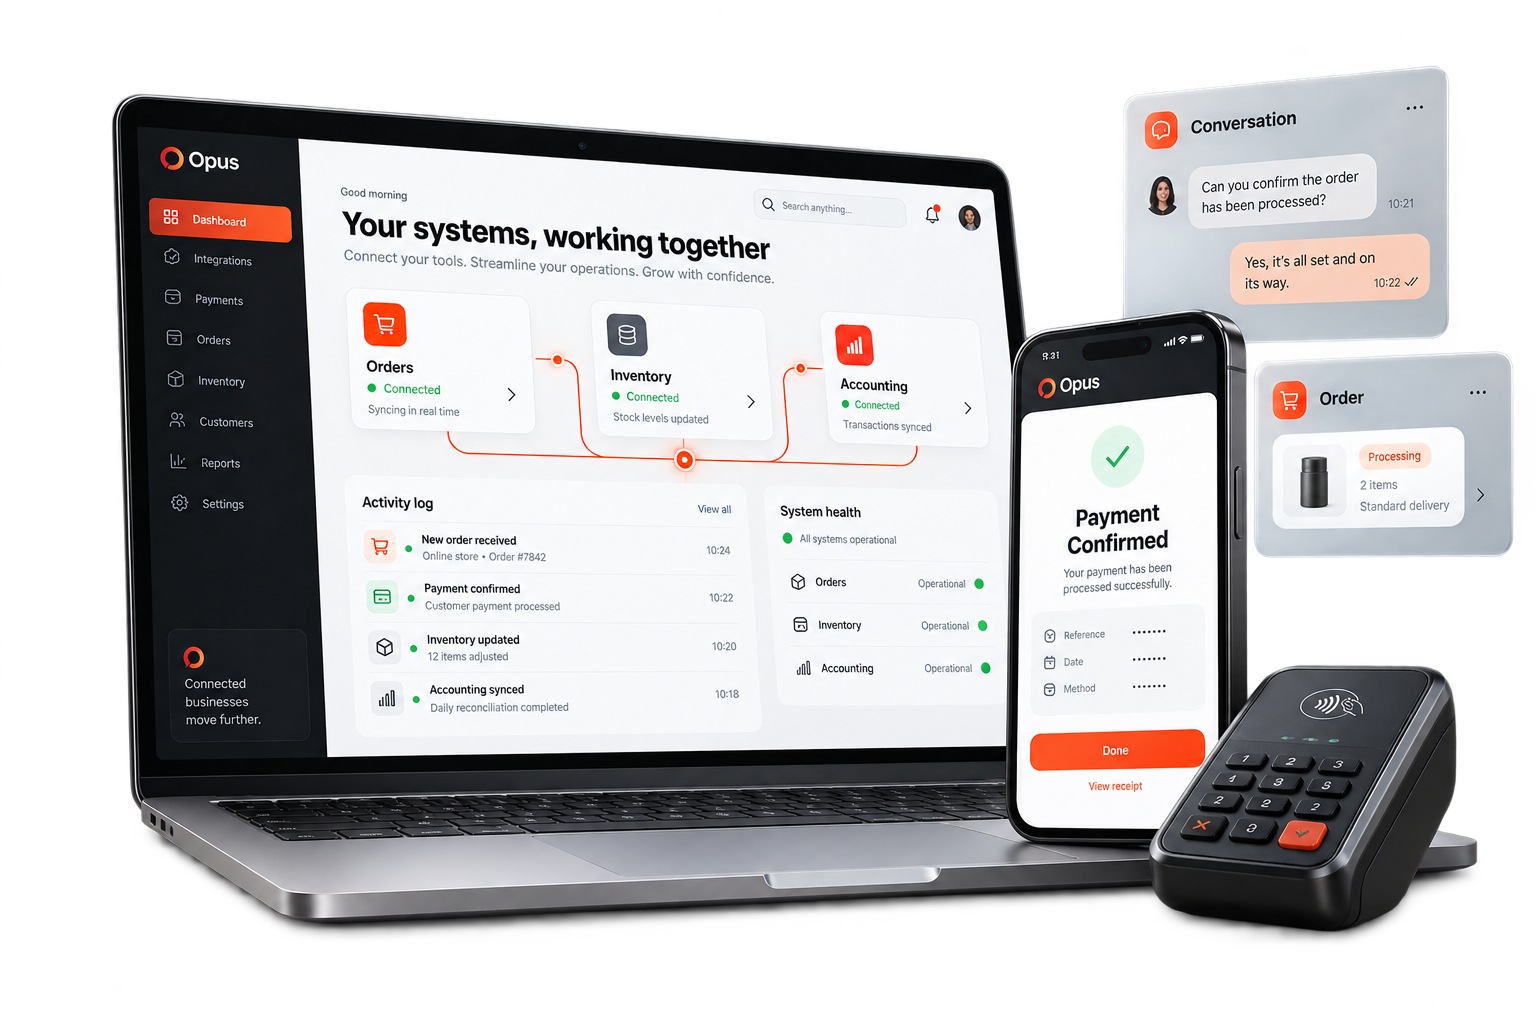 Opus
Dashboard
Integrations
Payments
Orders
Inventory
Customers
Reports
Settings
Connected
businesses
move further.
Good morning
Search anything...
Your systems, working together
Connect your tools. Streamline your operations. Grow with confidence.
Orders
Connected
Syncing in real time
Inventory
Connected
Stock levels updated
Accounting
Connected
Transactions synced
Activity log
View all
New order received
Online store • Order #7842
10:24
Payment confirmed
Customer payment processed
10:22
Inventory updated
12 items adjusted
10:20
Accounting synced
Daily reconciliation completed
10:18
System health
All systems operational
Orders
Operational
Inventory
Operational
Accounting
Operational
Conversation
Can you confirm the order
has been processed?
10:21
Yes, it's all set and on
its way.
10:22
Order
Processing
2 items
Standard delivery
Opus
Payment
Confirmed
Your payment has been
processed successfully.
Reference
Date
Method
Done
View receipt
1 2 3